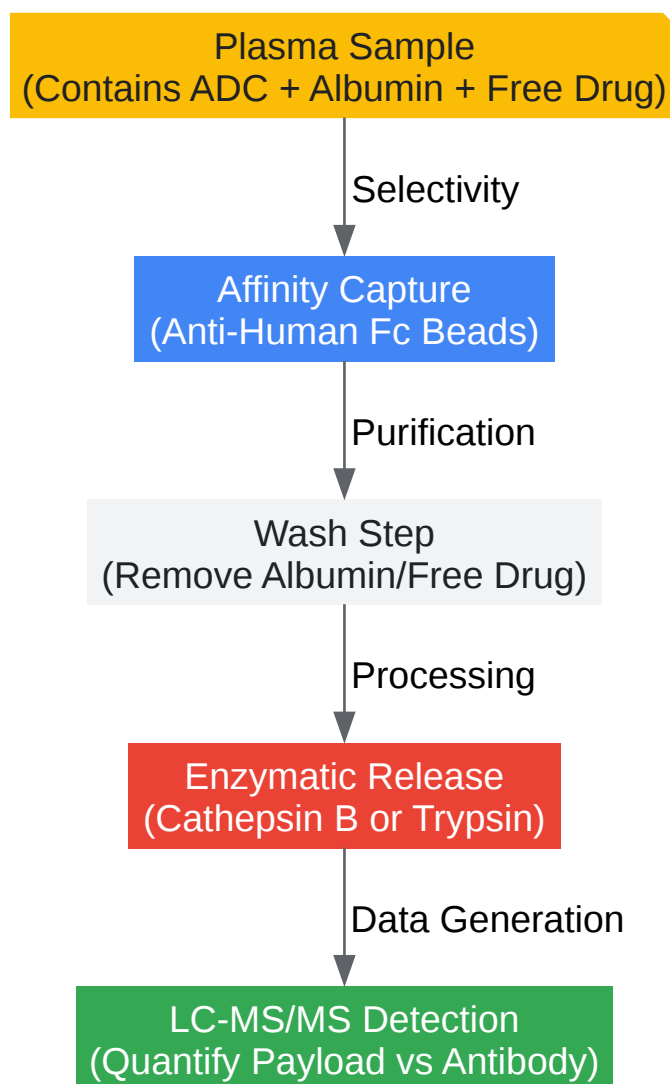 Plasma Sample
(Contains ADC + Albumin + Free Drug)
Selectivity
Affinity Capture
(Anti-Human Fc Beads)
Purification
Wash Step
(Remove Albumin/Free Drug)
Processing
Enzymatic Release
(Cathepsin B or Trypsin)
Data Generation
LC-MS/MS Detection
(Quantify Payload vs Antibody)